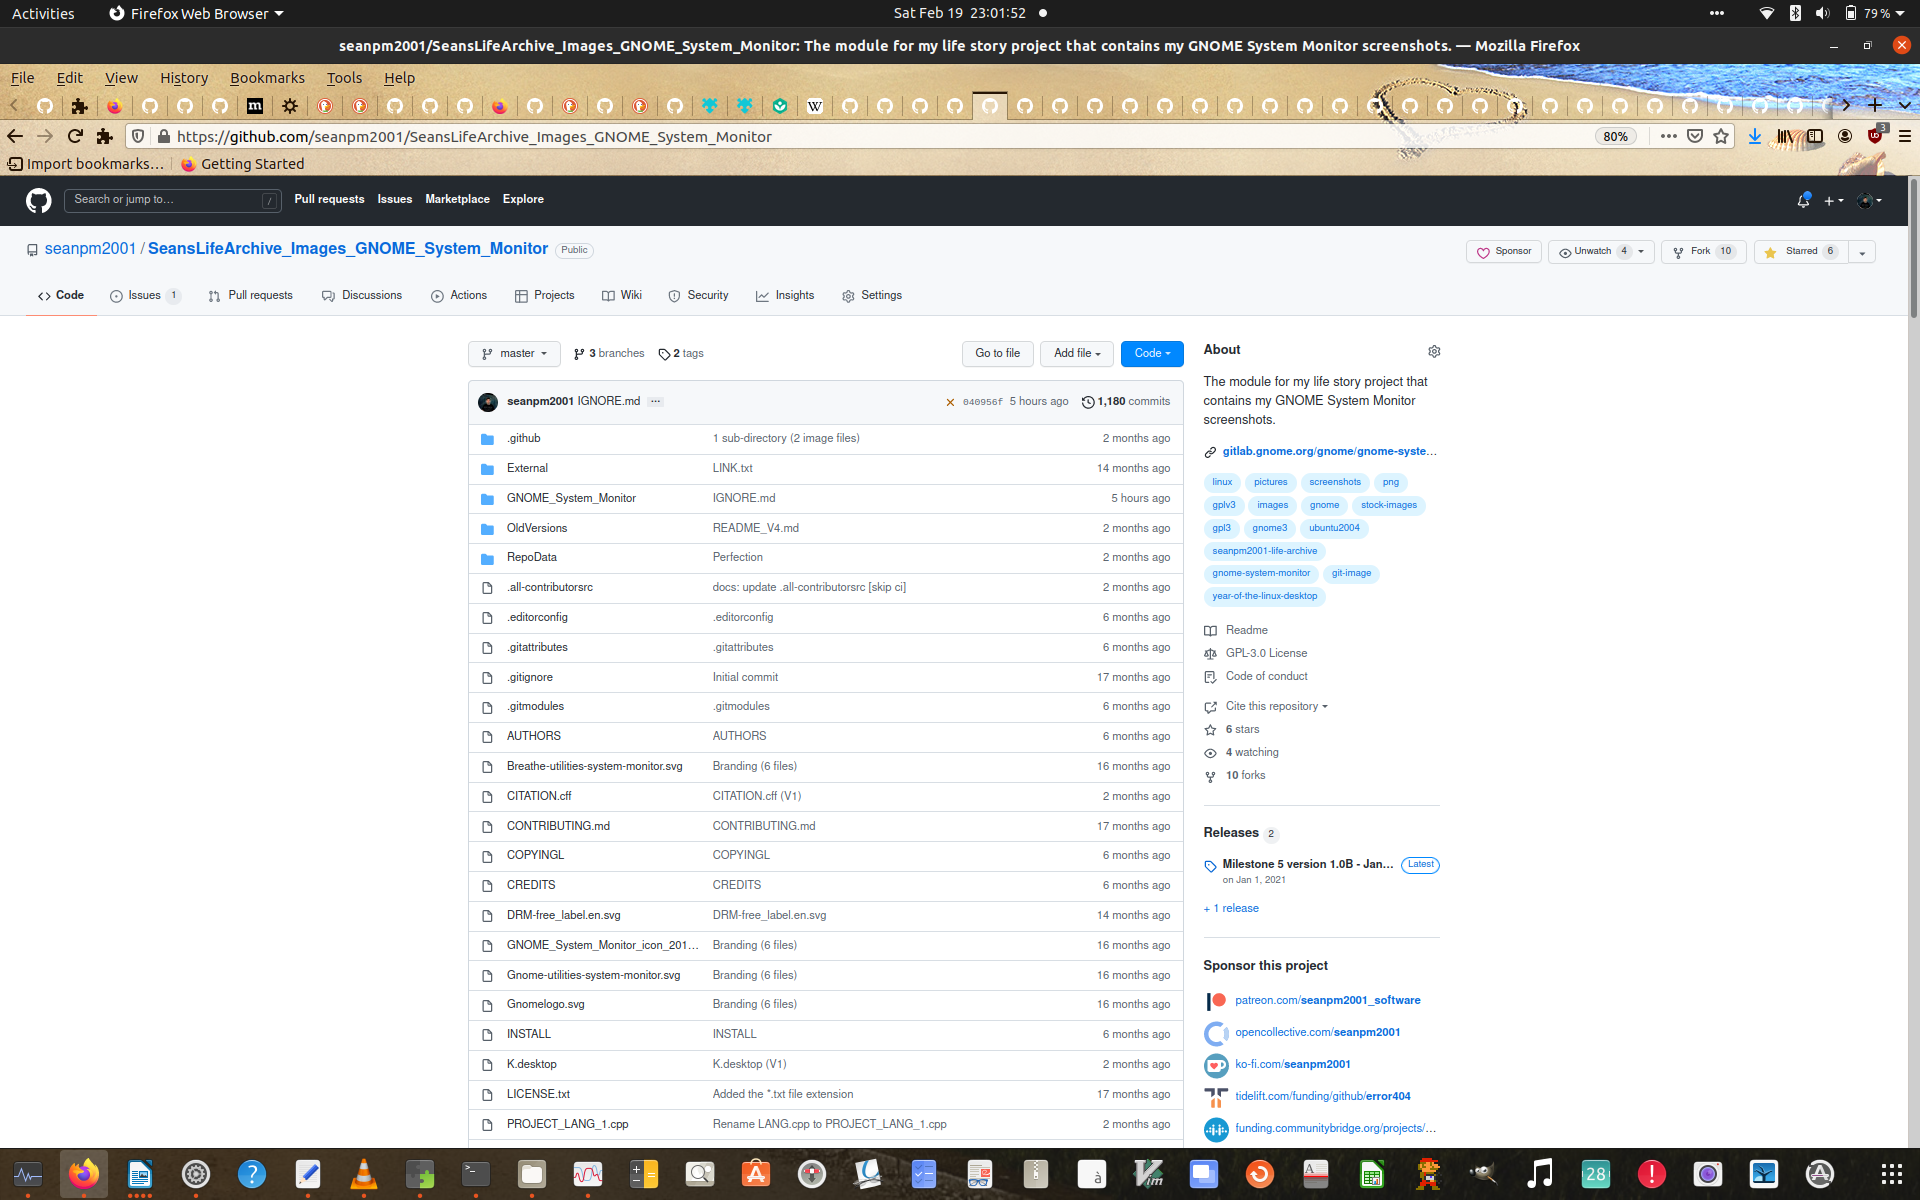 Activities Firefox Web Browser Sat Feb 19 23:01:52 79%
seanpm2001/SeansLifeArchive_Images_GNOME_System_Monitor: The module for my life story project that contains my GNOME System Monitor screenshots. — Mozilla Firefox
File Edit View History Bookmarks Tools Help
https://github.com/seanpm2001/SeansLifeArchive_Images_GNOME_System_Monitor 80% 3
Import bookmarks… Getting Started
Search or jump to… / Pull requests Issues Marketplace Explore
seanpm2001 / SeansLifeArchive_Images_GNOME_System_Monitor Public Sponsor Unwatch 4 Fork 10 Starred 6
Code Issues 1 Pull requests Discussions Actions Projects Wiki Security Insights Settings
master 3 branches 2 tags Go to file Add file Code
seanpm2001 IGNORE.md ... 040956f 5 hours ago 1,180 commits
.github 1 sub-directory (2 image files) 2 months ago
External LINK.txt 14 months ago
GNOME_System_Monitor IGNORE.md 5 hours ago
OldVersions README_V4.md 2 months ago
RepoData Perfection 2 months ago
.all-contributorsrc docs: update .all-contributorsrc [skip ci] 2 months ago
.editorconfig .editorconfig 6 months ago
.gitattributes .gitattributes 6 months ago
.gitignore Initial commit 17 months ago
.gitmodules .gitmodules 6 months ago
AUTHORS AUTHORS 6 months ago
Breathe-utilities-system-monitor.svg Branding (6 files) 16 months ago
CITATION.cff CITATION.cff (V1) 2 months ago
CONTRIBUTING.md CONTRIBUTING.md 17 months ago
COPYINGL COPYINGL 6 months ago
CREDITS CREDITS 6 months ago
DRM-free_label.en.svg DRM-free_label.en.svg 14 months ago
GNOME_System_Monitor_icon_201… Branding (6 files) 16 months ago
Gnome-utilities-system-monitor.svg Branding (6 files) 16 months ago
Gnomelogo.svg Branding (6 files) 16 months ago
INSTALL INSTALL 6 months ago
K.desktop K.desktop (V1) 2 months ago
LICENSE.txt Added the *.txt file extension 17 months ago
PROJECT_LANG_1.cpp Rename LANG.cpp to PROJECT_LANG_1.cpp 2 months ago
About
The module for my life story project that
contains my GNOME System Monitor
screenshots.
gitlab.gnome.org/gnome/gnome-syste…
linux pictures screenshots png
gplv3 images gnome stock-images
gpl3 gnome3 ubuntu2004
seanpm2001-life-archive
gnome-system-monitor git-image
year-of-the-linux-desktop
Readme
GPL-3.0 License
Code of conduct
Cite this repository
6 stars
4 watching
10 forks
Releases 2
Milestone 5 version 1.0B - Jan… Latest
on Jan 1, 2021
+ 1 release
Sponsor this project
patreon.com/seanpm2001_software
opencollective.com/seanpm2001
ko-fi.com/seanpm2001
tidelift.com/funding/github/error404
funding.communitybridge.org/projects/…
28